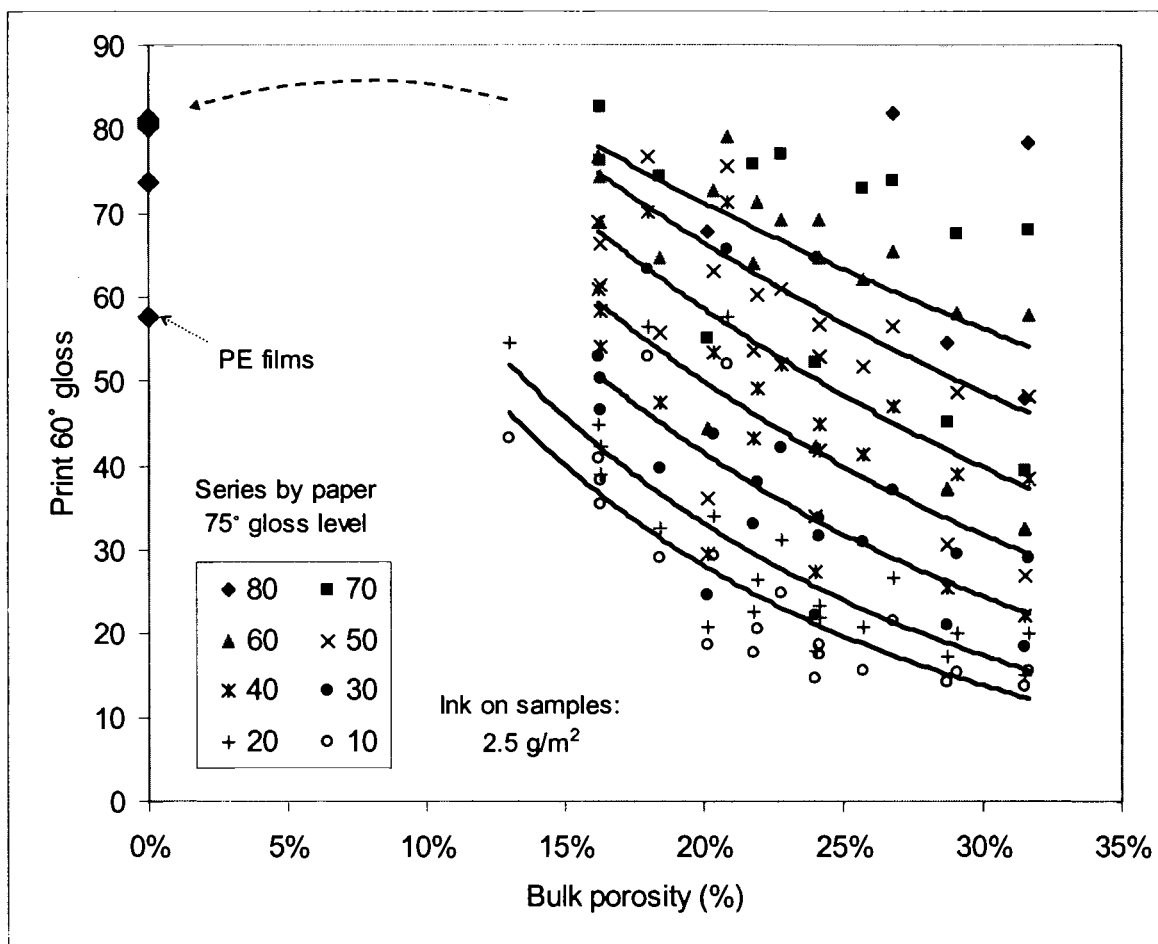 90
80
70
60
50
40
30
20
10
0
Print 60° gloss
PE films
Series by paper
75° gloss level
80 70
60 50
40 30
20 10
Ink on samples:
2.5 g/m²
0% 5% 10% 15% 20% 25% 30% 35%
Bulk porosity (%)